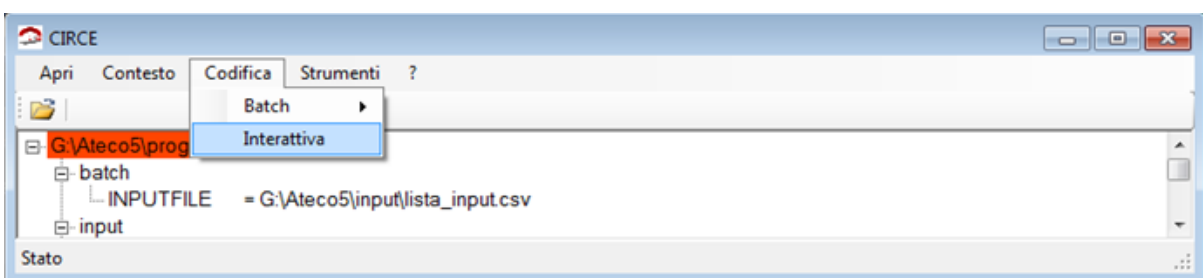 CIRCE
Apri Contesto Codifica Strumenti ?
Batch
Interattiva
G:\Ateco5\prog
batch
INPUTFILE = G:\Ateco5\input\lista_input.csv
input
Stato